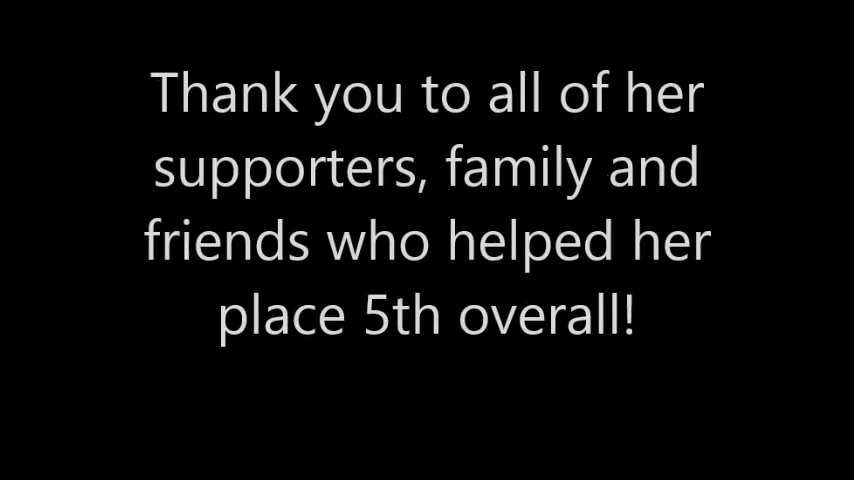 Thank you to all of her
supporters, family and
friends who helped her
place 5th overall!